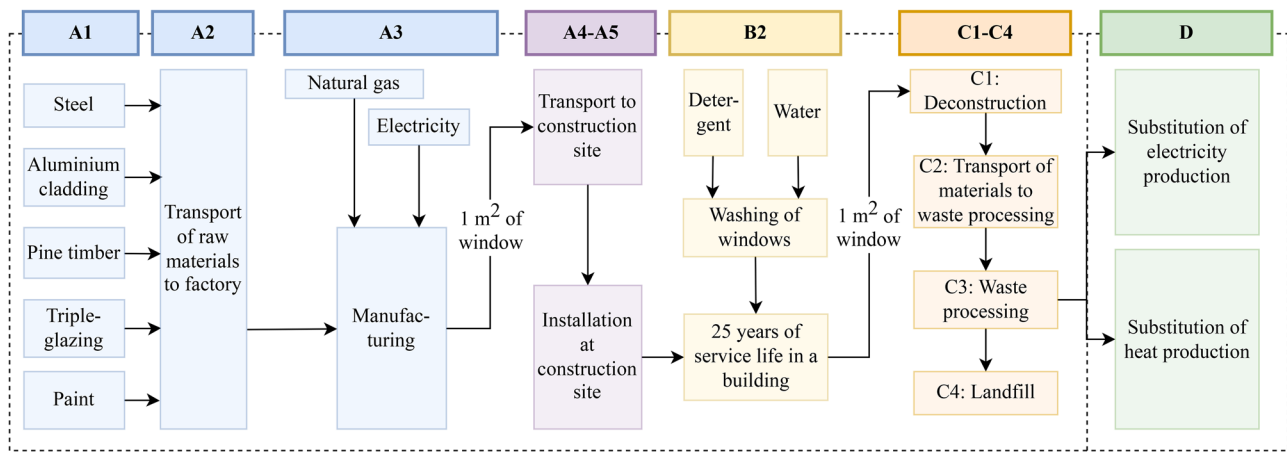 A1
A2
A3
A4-A5
B2
C1-C4
D
Steel
Aluminium
cladding
Pine timber
Triple-
glazing
Paint
Transport
of raw
materials
to factory
Natural gas
Electricity
Manufac-
turing
1 m² of
window
Transport to
construction
site
Installation
at
construction
site
Deter-
gent
Water
Washing of
windows
25 years of
service life in a
building
1 m² of
window
C1:
Deconstruction
C2: Transport of
materials to
waste processing
C3: Waste
processing
C4: Landfill
Substitution of
electricity
production
Substitution of
heat production